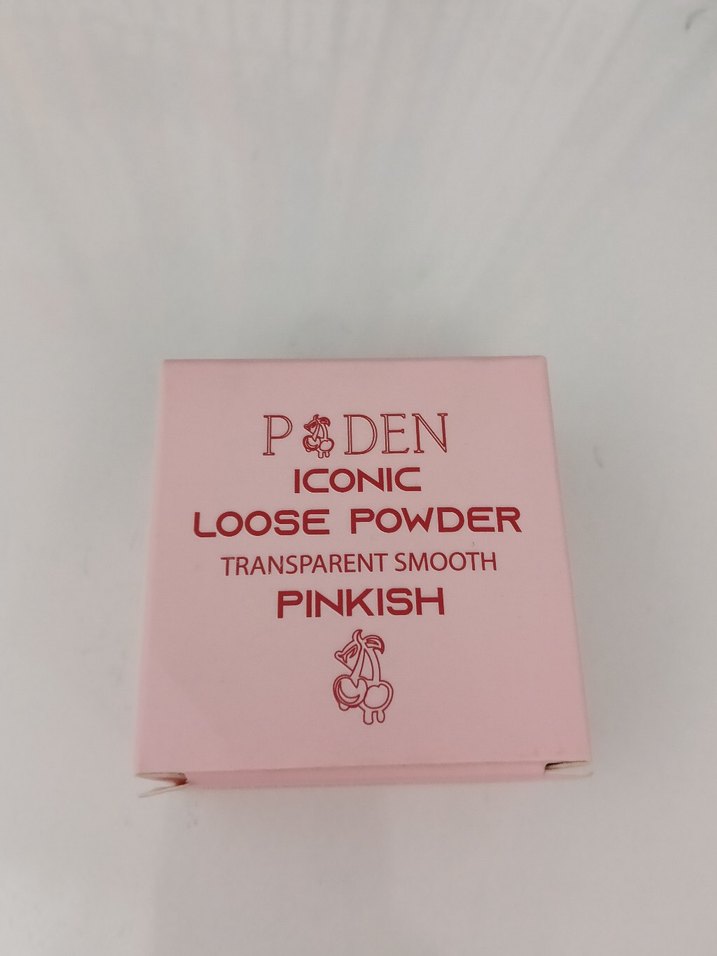 P DEN
ICONIC
LOOSE POWDER
TRANSPARENT SMOOTH
PINKISH